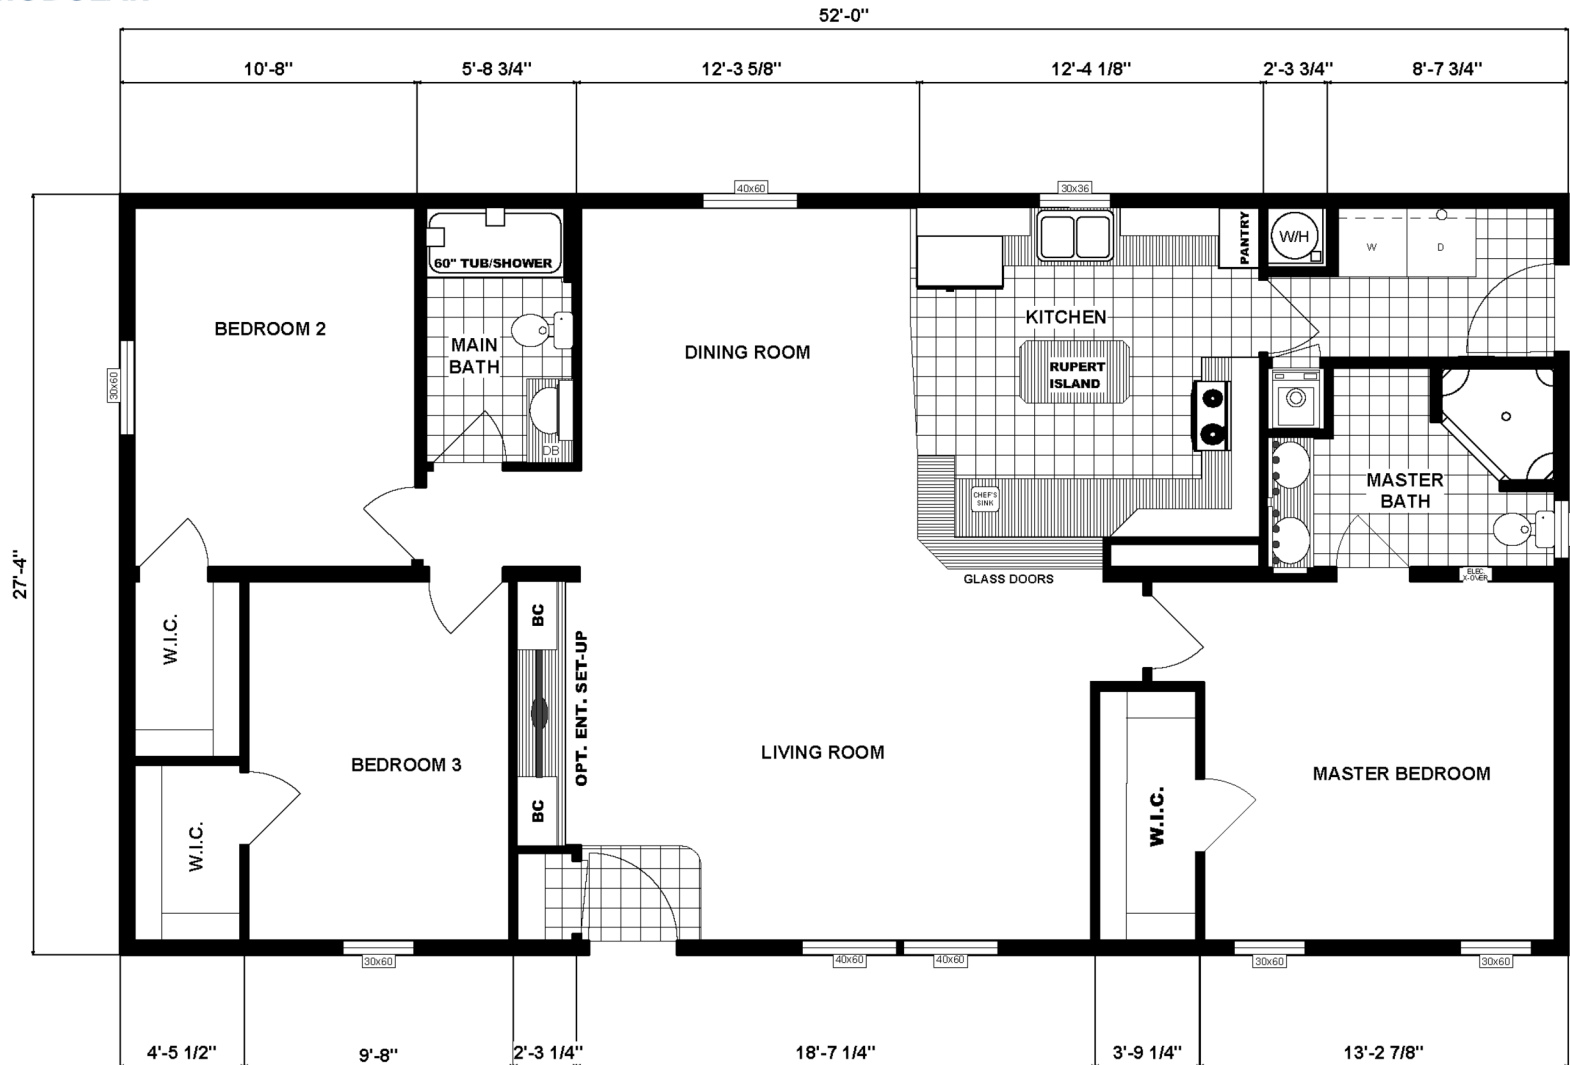 52'-0"
10'-8"
5'-8 3/4"
12'-3 5/8"
12'-4 1/8"
2'-3 3/4"
8'-7 3/4"
40x60
30x36
60" TUB/SHOWER
PANTRY
W/H
W
D
BEDROOM 2
MAIN
BATH
DINING ROOM
KITCHEN
RUPERT
ISLAND
30x60
DB
MASTER
BATH
CHEF'S
SINK
27'-4"
GLASS DOORS
ELEC.
X-OVER
W.I.C.
BC
OPT. ENT. SET-UP
BEDROOM 3
LIVING ROOM
MASTER BEDROOM
W.I.C.
BC
W.I.C.
30x60
40x60
40x60
30x60
30x60
4'-5 1/2"
9'-8"
2'-3 1/4"
18'-7 1/4"
3'-9 1/4"
13'-2 7/8"